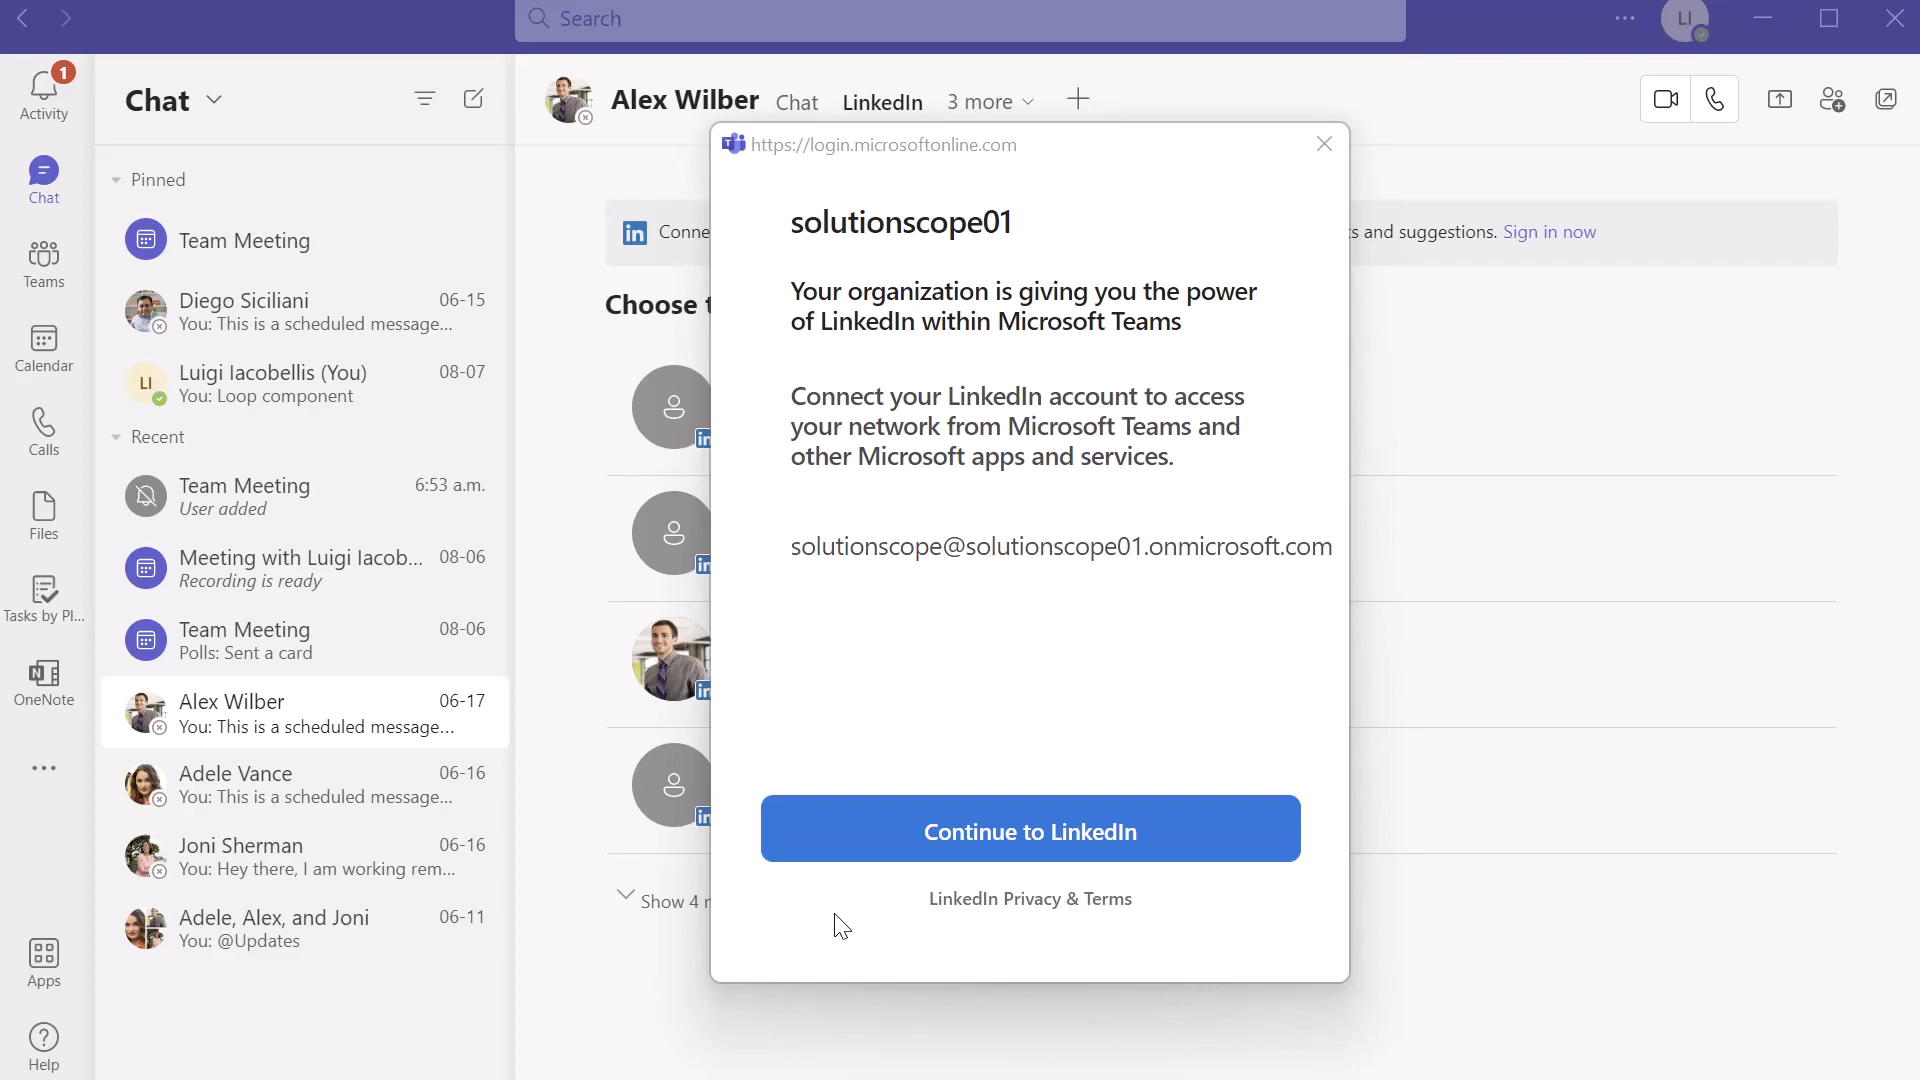 Search
LI
1
Activity
Chat
Teams
Calendar
Calls
Files
Tasks by Pl...
OneNote
Apps
Help
Chat
Pinned
Team Meeting
Diego Siciliani 06-15
You: This is a scheduled message...
LI
Luigi Iacobellis (You) 08-07
You: Loop component
Recent
Team Meeting 6:53 a.m.
User added
Meeting with Luigi Iacob... 08-06
Recording is ready
Team Meeting 08-06
Polls: Sent a card
Alex Wilber 06-17
You: This is a scheduled message...
Adele Vance 06-16
You: This is a scheduled message...
Joni Sherman 06-16
You: Hey there, I am working rem...
Adele, Alex, and Joni 06-11
You: @Updates
Alex Wilber Chat LinkedIn 3 more
in Conne
s and suggestions. Sign in now
Choose
in
in
in
in
Show 4
https://login.microsoftonline.com
solutionscope01
Your organization is giving you the power
of LinkedIn within Microsoft Teams
Connect your LinkedIn account to access
your network from Microsoft Teams and
other Microsoft apps and services.
solutionscope@solutionscope01.onmicrosoft.com
Continue to LinkedIn
LinkedIn Privacy & Terms